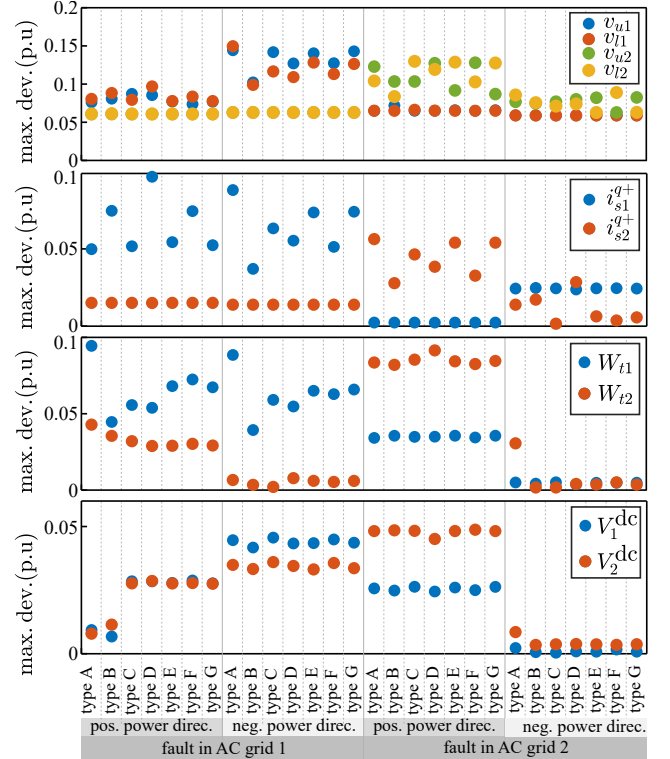 0.2
0.15
0.1
0.05
0
max. dev. (p.u)
v_{u1}
v_{l1}
v_{u2}
v_{l2}
0.1
0.05
0
max. dev.(p.u)
i_{s1}^{q+}
i_{s2}^{q+}
0.1
0.05
0
max. dev.(p.u)
W_{t1}
W_{t2}
0.05
0
max. dev.(p.u)
V_1^{dc}
V_2^{dc}
type A
type B
type C
type D
type E
type F
type G
type A
type B
type C
type D
type E
type F
type G
type A
type B
type C
type D
type E
type F
type G
type A
type B
type C
type D
type E
type F
type G
pos. power direc. neg. power direc. pos. power direc. neg. power direc.
fault in AC grid 1 fault in AC grid 2